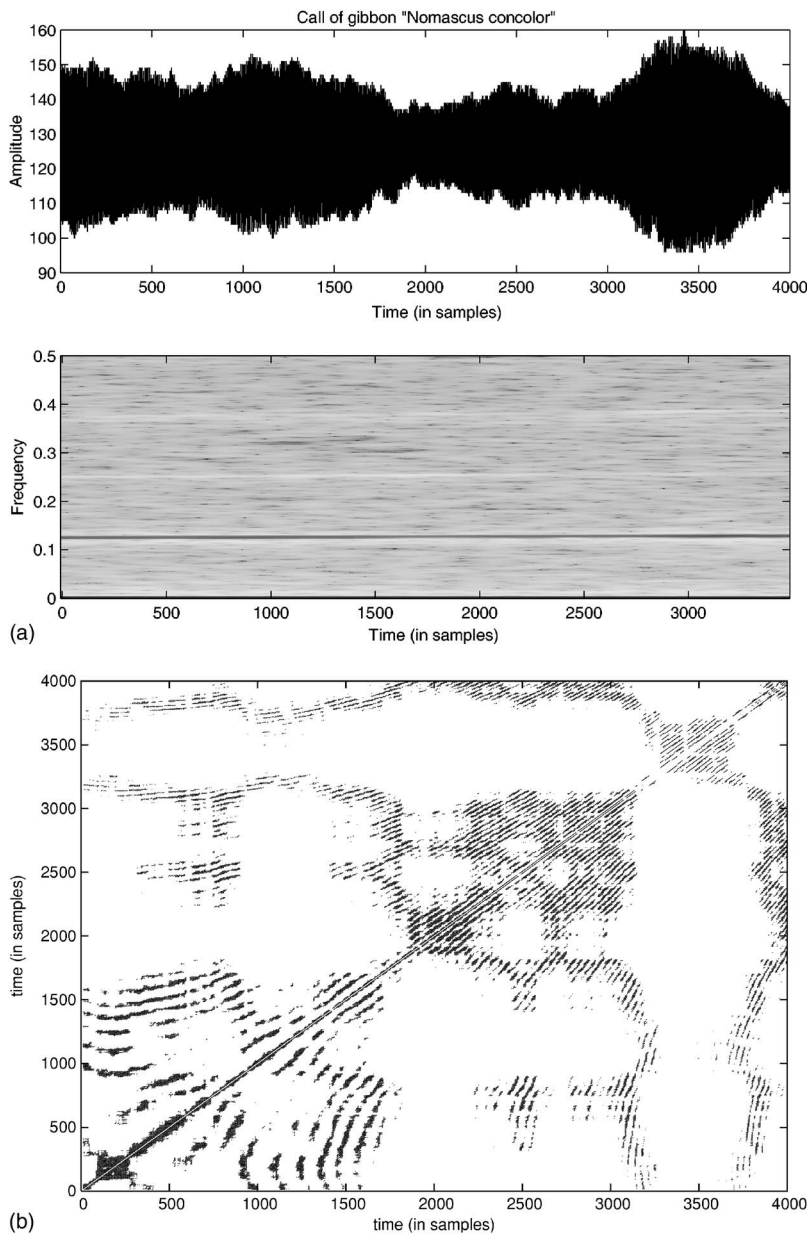 Call of gibbon "Nomascus concolor"
160
150
140
130
120
110
100
90
Amplitude
0 500 1000 1500 2000 2500 3000 3500 4000
Time (in samples)
0.5
0.4
0.3
0.2
0.1
0
Frequency
0 500 1000 1500 2000 2500 3000
Time (in samples)
(a)
4000
3500
3000
2500
2000
1500
1000
500
0
time (in samples)
0 500 1000 1500 2000 2500 3000 3500 4000
time (in samples)
(b)